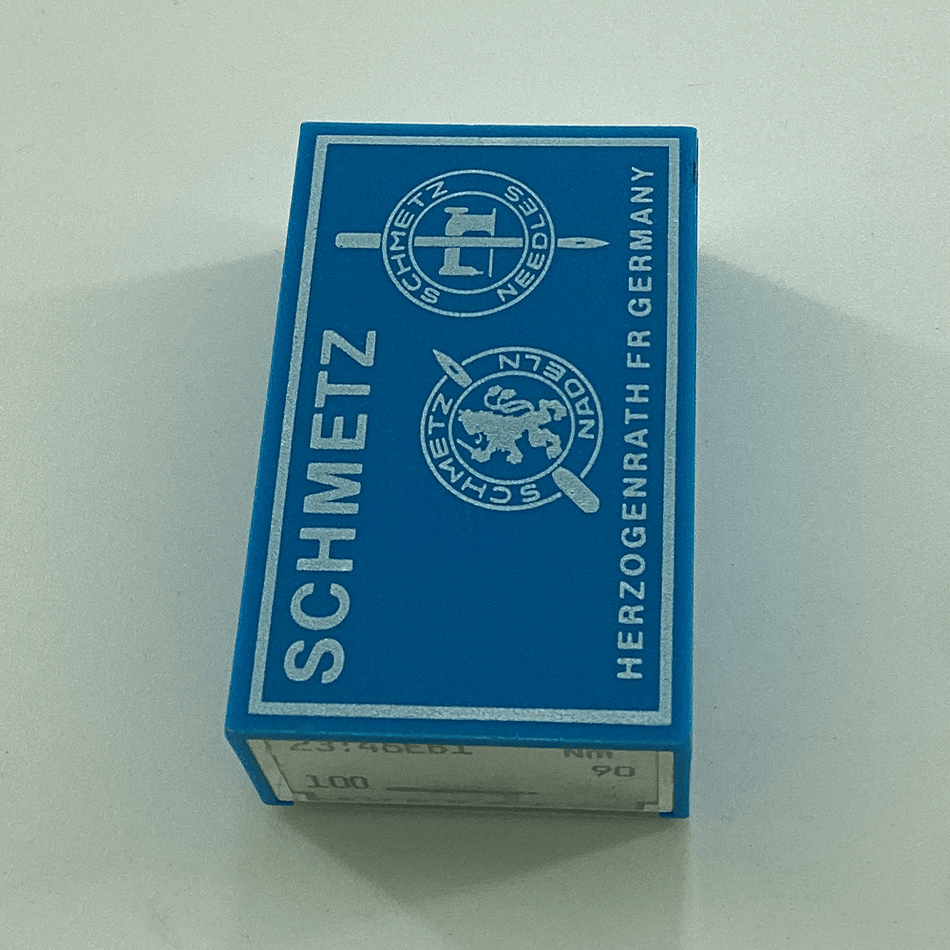 SCHMETZ
SCHMETZ NEEDLES
SCHMETZ NADELN
HERZOGENRATH FR GERMANY
Nm
100
90